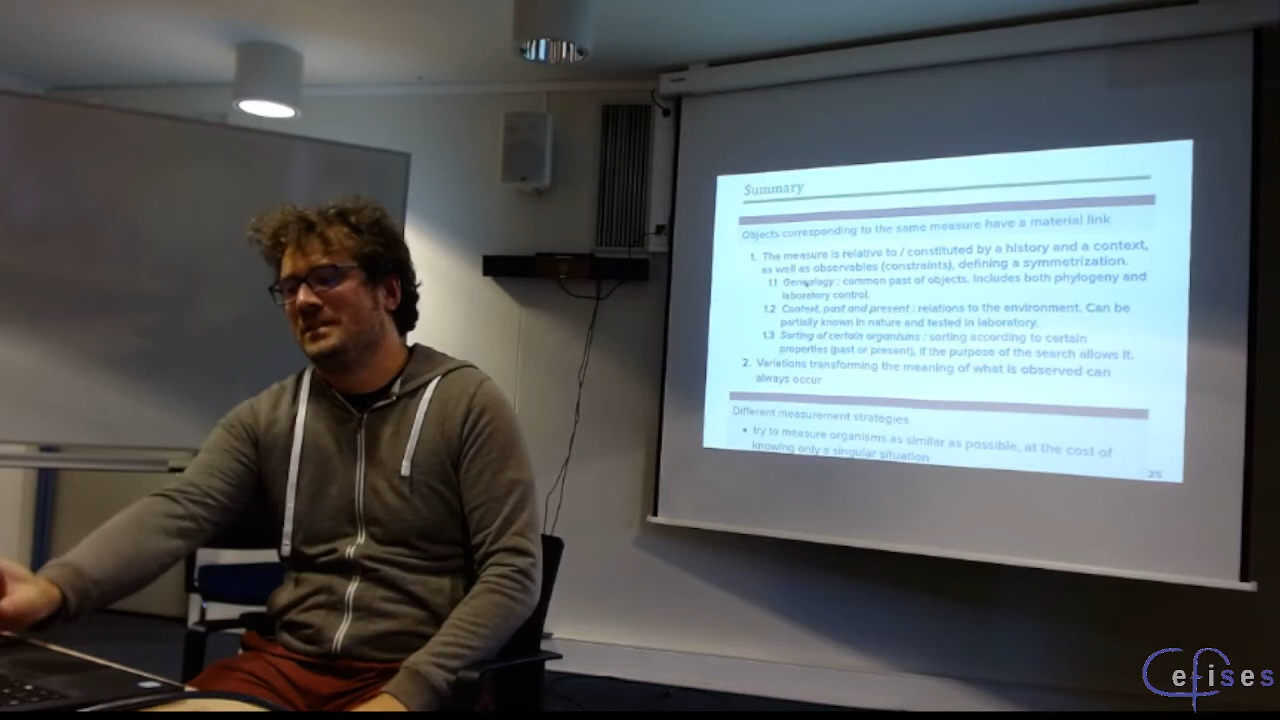 Summary
Objects corresponding to the same measure have a material link
1. The measure is relative to / constituted by a history and a context,
as well as observables (constraints), defining a symmetrization.
1.1 Genealogy : common past of objects. Includes both phylogeny and
laboratory control.
1.2 Context, past and present : relations to the environment. Can be
partially known in nature and tested in laboratory.
1.3 Sorting of certain organisms : sorting according to certain
properties (past or present), if the purpose of the search allows it.
2. Variations transforming the meaning of what is observed can
always occur
Different measurement strategies
• try to measure organisms as similar as possible, at the cost of
knowing only a singular situation
25
Cefises